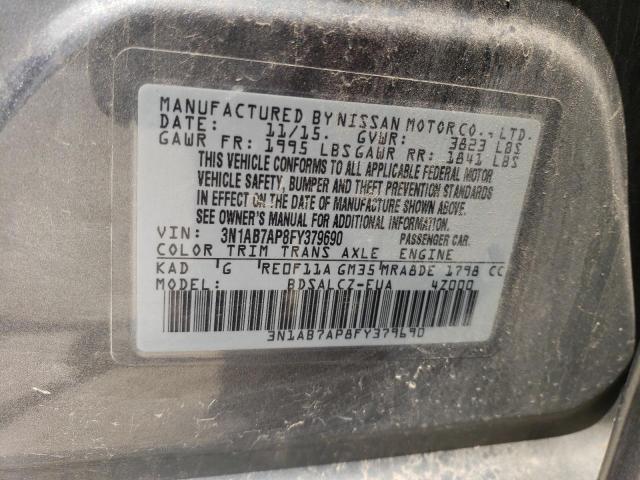 MANUFACTURED BY NISSAN MOTOR CO., LTD.
DATE: 11/15. GVWR: 3823 LBS
GAWR FR: 1995 LBS GAWR RR: 1841 LBS
THIS VEHICLE CONFORMS TO ALL APPLICABLE FEDERAL MOTOR
VEHICLE SAFETY, BUMPER AND THEFT PREVENTION STANDARDS
IN EFFECT ON THE DATE OF MANUFACTURE SHOWN ABOVE.
SEE OWNER'S MANUAL FOR ADDITIONAL INFORMATION.
VIN: 3N1AB7AP8FY379690 PASSENGER CAR.
COLOR TRIM TRANS AXLE ENGINE
KAD G RE0F11A GM35 MRA8DE 1798 CC
MODEL: BDSALCZ-EUA 4Z000
3N1AB7AP8FY379690